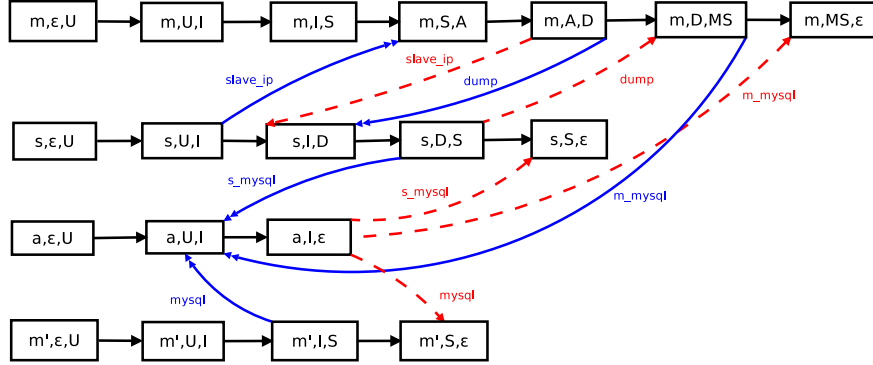 m,ε,U m,U,I m,I,S m,S,A m,A,D m,D,MS m,MS,ε
slave_ip slave_ip dump dump m_mysql
s,ε,U s,U,I s,I,D s,D,S s,S,ε
s_mysql s_mysql m_mysql
a,ε,U a,U,I a,I,ε
mysql mysql
m',ε,U m',U,I m',I,S m',S,ε